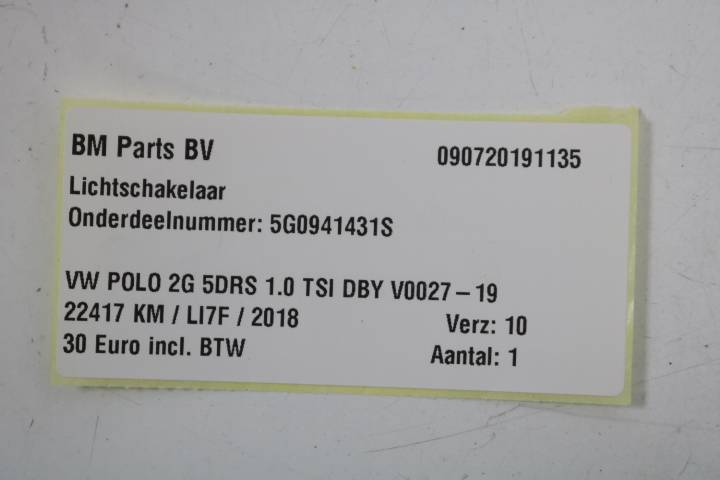 BM Parts BV 090720191135
Lichtschakelaar
Onderdeelnummer: 5G0941431S
VW POLO 2G 5DRS 1.0 TSI DBY V0027-19
22417 KM / LI7F / 2018 Verz: 10
30 Euro incl. BTW Aantal: 1